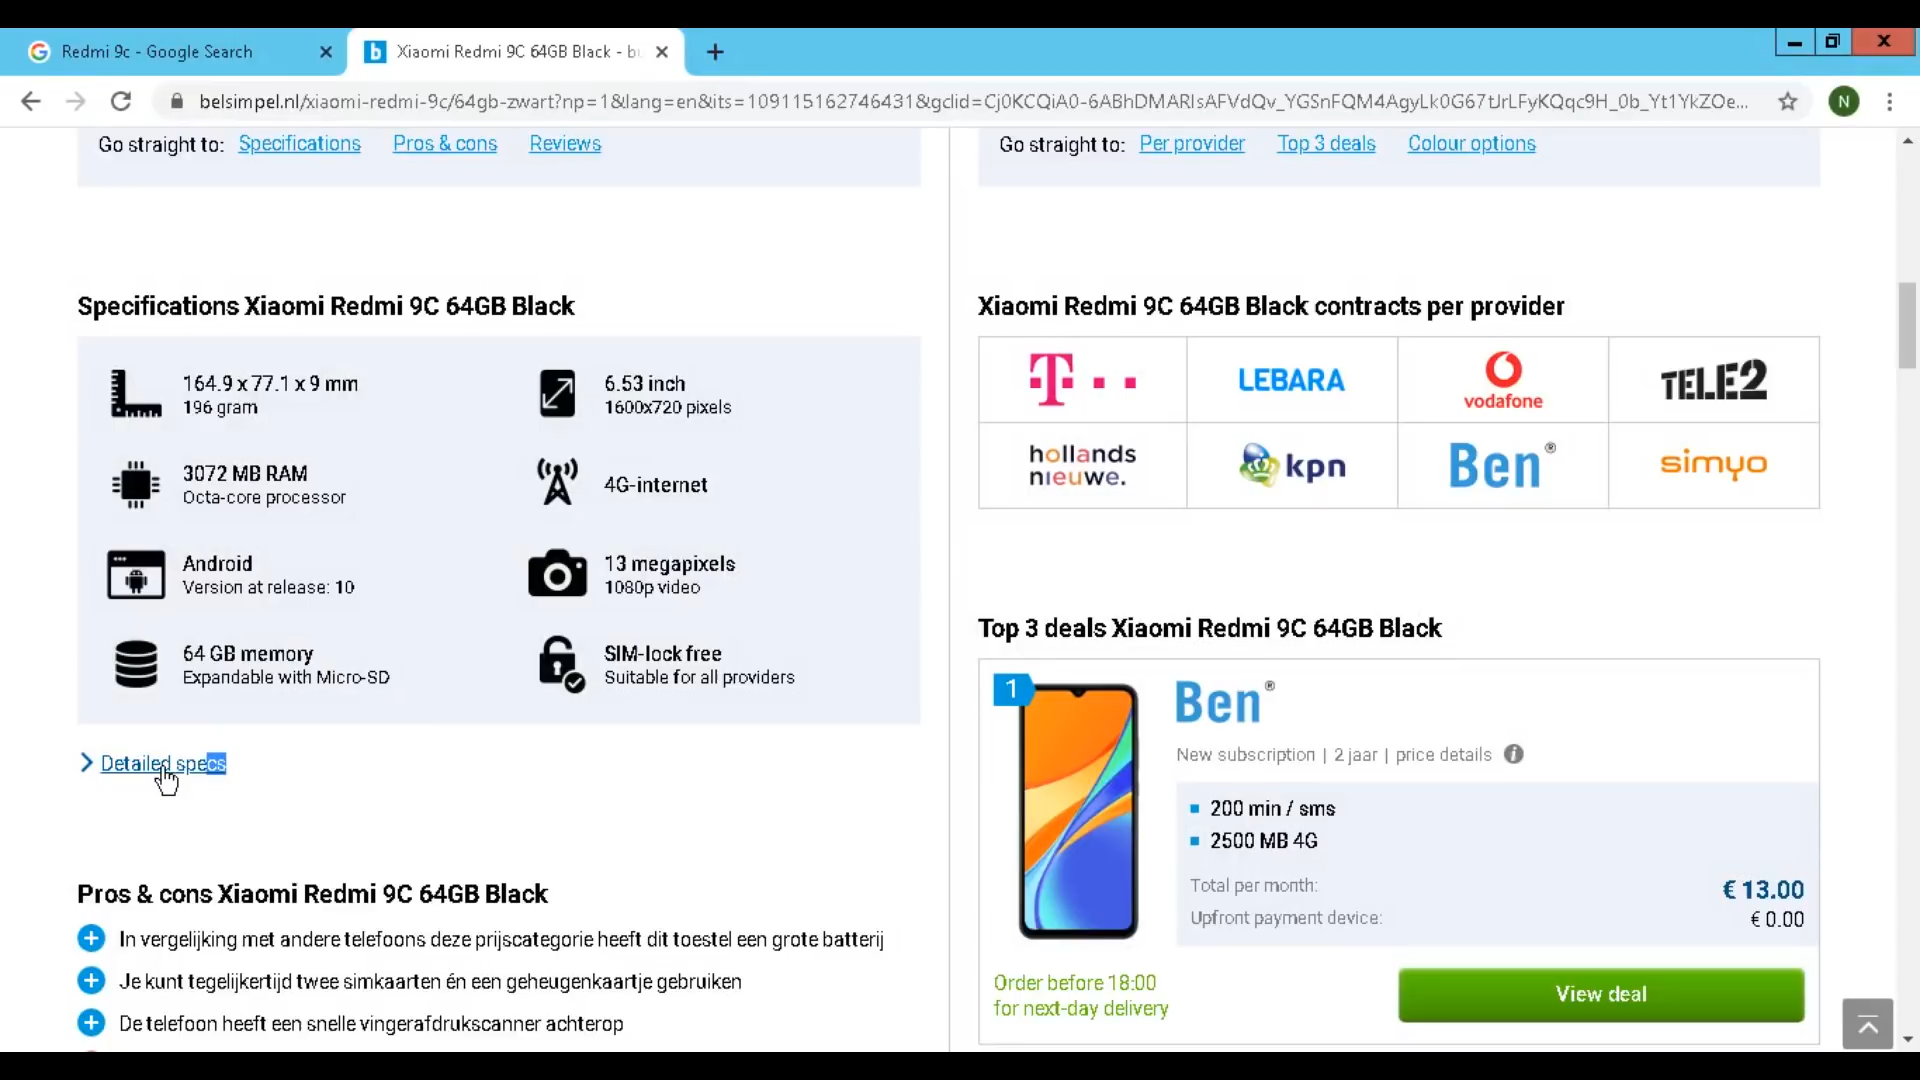 Redmi 9c - Google Search
Xiaomi Redmi 9C 64GB Black - bu
belsimpel.nl/xiaomi-redmi-9c/64gb-zwart?np=1&lang=en&its=109115162746431&gclid=Cj0KCQiA0-6ABhDMARIsAFVdQv_YGSnFQM4AgyLk0G67tJrLFyKQqc9H_0b_Yt1YkZOe...
N
Go straight to: Specifications Pros & cons Reviews
Specifications Xiaomi Redmi 9C 64GB Black
164.9 x 77.1 x 9 mm
196 gram
6.53 inch
1600x720 pixels
3072 MB RAM
Octa-core processor
4G-internet
Android
Version at release: 10
13 megapixels
1080p video
64 GB memory
Expandable with Micro-SD
SIM-lock free
Suitable for all providers
Detailed specs
Pros & cons Xiaomi Redmi 9C 64GB Black
In vergelijking met andere telefoons deze prijscategorie heeft dit toestel een grote batterij
Je kunt tegelijkertijd twee simkaarten én een geheugenkaartje gebruiken
De telefoon heeft een snelle vingerafdrukscanner achterop
Go straight to: Per provider Top 3 deals Colour options
Xiaomi Redmi 9C 64GB Black contracts per provider
T
LEBARA
vodafone
TELE2
hollands
nieuwe.
kpn
Ben®
simyo
Top 3 deals Xiaomi Redmi 9C 64GB Black
1
Ben®
New subscription | 2 jaar | price details i
200 min / sms
2500 MB 4G
Total per month: € 13.00
Upfront payment device: € 0.00
Order before 18:00
for next-day delivery
View deal